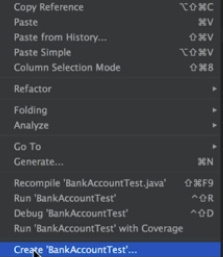 Copy Reference ⌥⇧⌘C
Paste ⌘V
Paste from History... ⇧⌘V
Paste Simple ⌥⇧⌘V
Column Selection Mode ⇧⌘8
Refactor
Folding
Analyze
Go To
Generate... ⌘N
Recompile 'BankAccountTest.java' ⇧⌘F9
Run 'BankAccountTest' ^⇧R
Debug 'BankAccountTest' ^⇧D
Run 'BankAccountTest' with Coverage
Create 'BankAccountTest'...